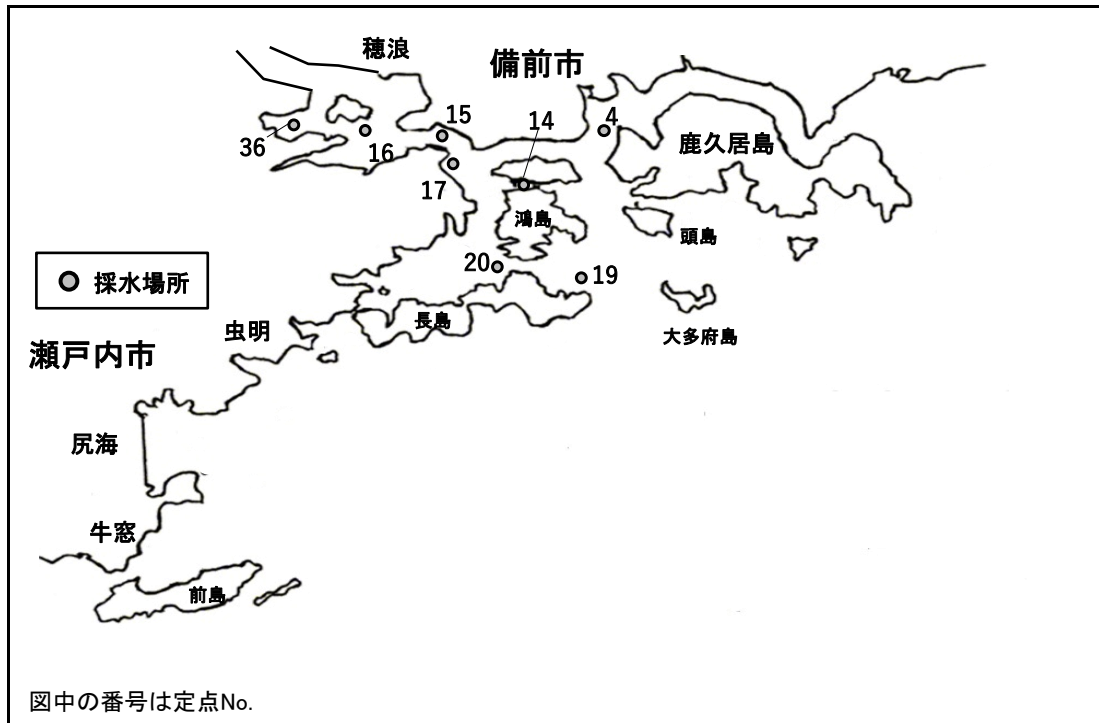 穂浪
備前市
15
14
4
36
16
鹿久居島
17
鴻島
頭島
20
19
採水場所
長島
大多府島
虫明
瀬戸内市
尻海
牛窓
前島
図中の番号は定点No.